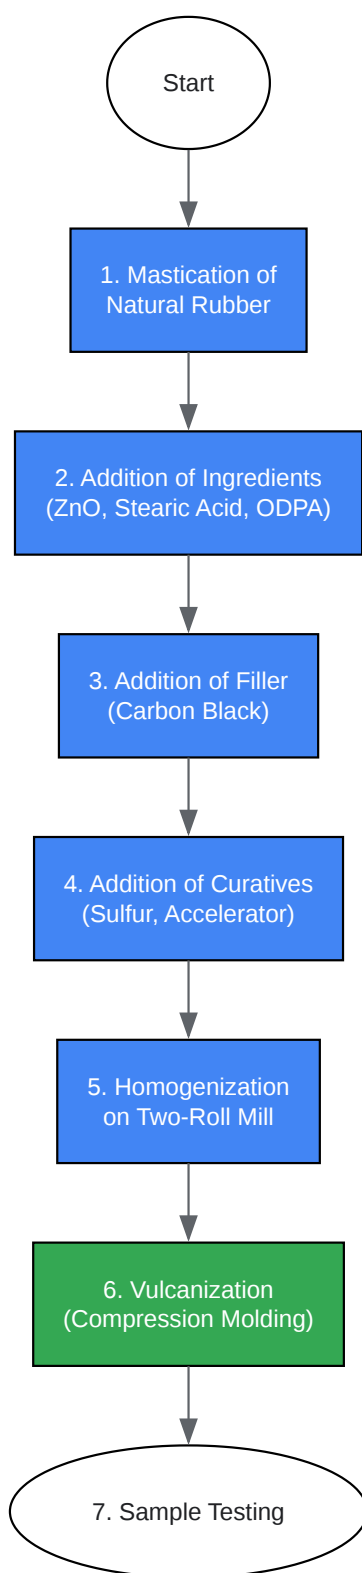 Start
1. Mastication of
Natural Rubber
2. Addition of Ingredients
(ZnO, Stearic Acid, ODPA)
3. Addition of Filler
(Carbon Black)
4. Addition of Curatives
(Sulfur, Accelerator)
5. Homogenization
on Two-Roll Mill
6. Vulcanization
(Compression Molding)
7. Sample Testing